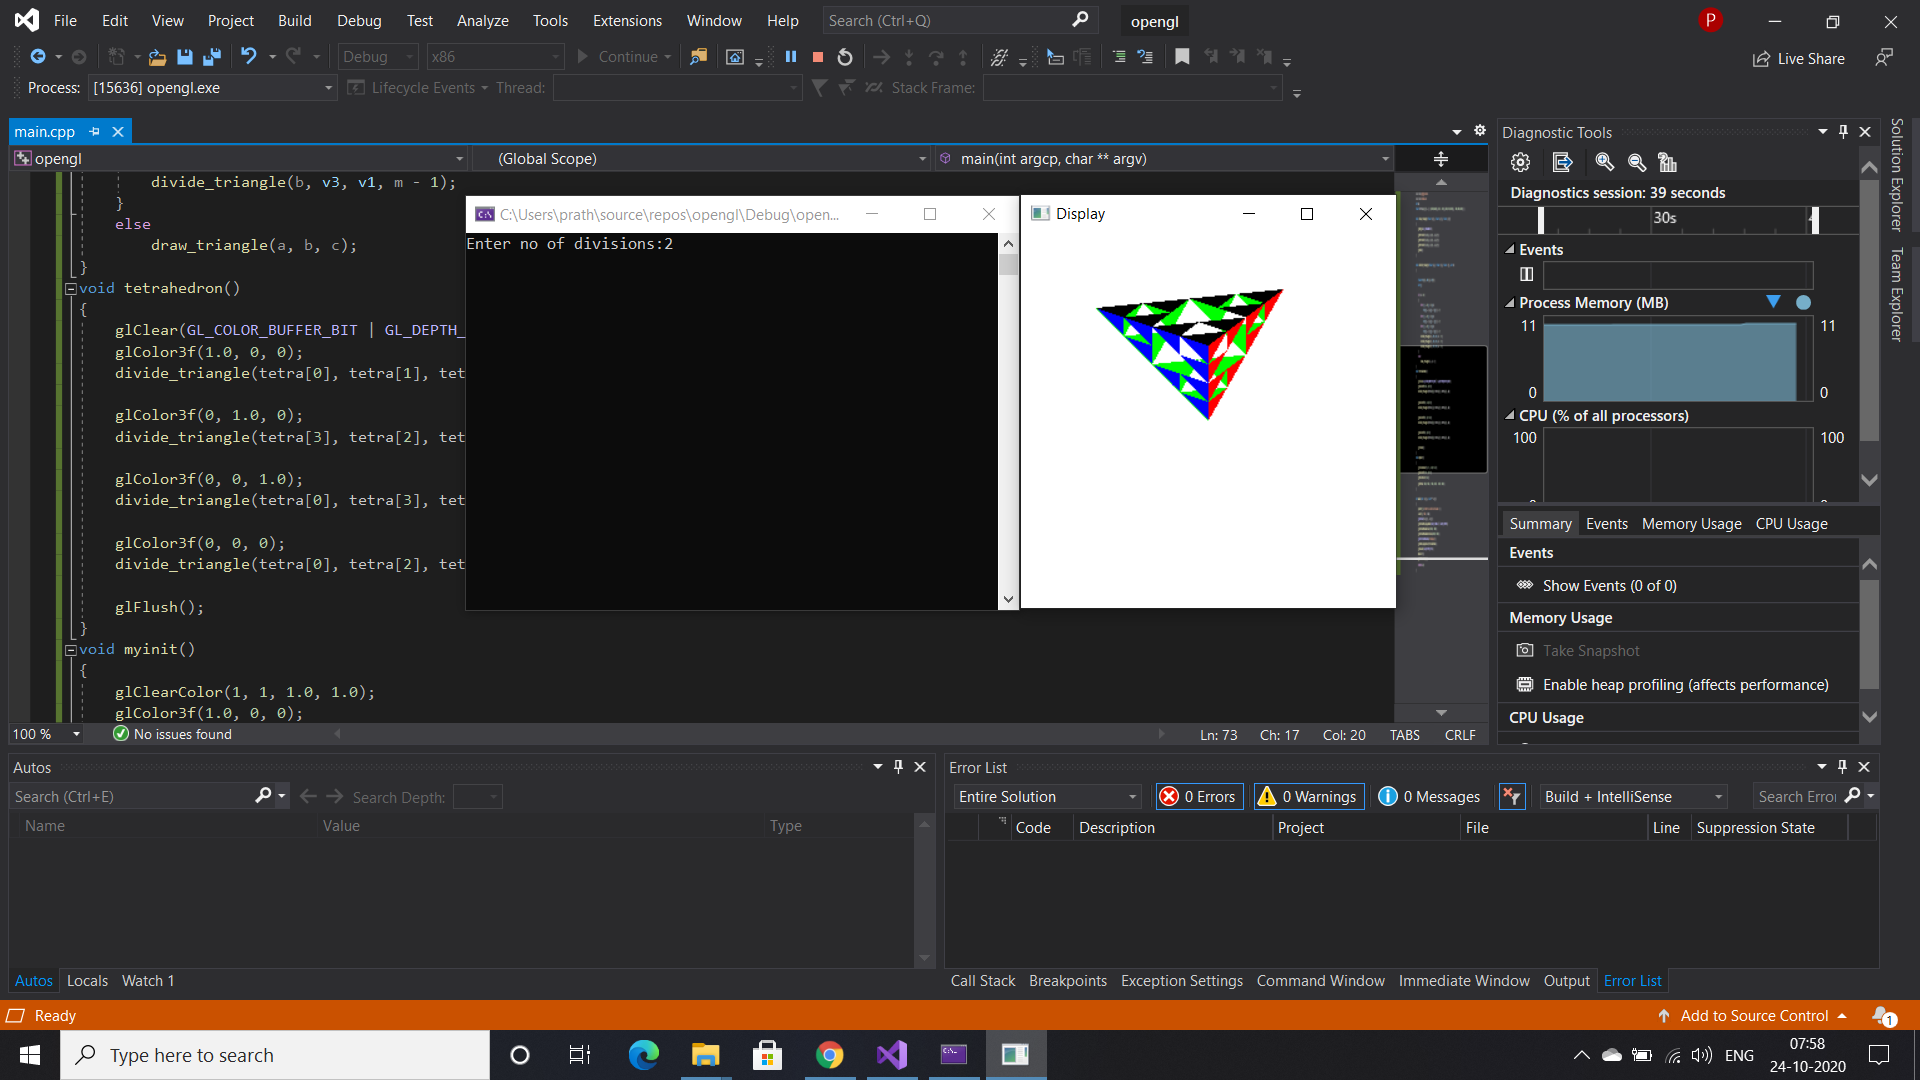 File Edit View Project Build Debug Test Analyze Tools Extensions Window Help Search (Ctrl+Q) opengl P
Debug x86 Continue Live Share
Process: [15636] opengl.exe Lifecycle Events Thread: Stack Frame:
main.cpp
opengl (Global Scope) main(int argcp, char ** argv)
divide_triangle(b, v3, v1, m - 1);
}
else
draw_triangle(a, b, c);
}
void tetrahedron()
{
glClear(GL_COLOR_BUFFER_BIT | GL_DEPTH_
glColor3f(1.0, 0, 0);
divide_triangle(tetra[0], tetra[1], tet
glColor3f(0, 1.0, 0);
divide_triangle(tetra[3], tetra[2], tet
glColor3f(0, 0, 1.0);
divide_triangle(tetra[0], tetra[3], tet
glColor3f(0, 0, 0);
divide_triangle(tetra[0], tetra[2], tet
glFlush();
}
void myinit()
{
glClearColor(1, 1, 1.0, 1.0);
glColor3f(1.0, 0, 0);
100 % No issues found Ln: 73 Ch: 17 Col: 20 TABS CRLF
C:\Users\prath\source\repos\opengl\Debug\open...
Enter no of divisions:2
Display
Diagnostic Tools
Diagnostics session: 39 seconds
30s
Events
Process Memory (MB)
11 11
0 0
CPU (% of all processors)
100 100
Summary Events Memory Usage CPU Usage
Events
Show Events (0 of 0)
Memory Usage
Take Snapshot
Enable heap profiling (affects performance)
CPU Usage
Solution Explorer
Team Explorer
Autos
Search (Ctrl+E) Search Depth:
Name Value Type
Autos Locals Watch 1
Error List
Entire Solution 0 Errors 0 Warnings 0 Messages Build + IntelliSense Search Error
Code Description Project File Line Suppression State
Call Stack Breakpoints Exception Settings Command Window Immediate Window Output Error List
Ready Add to Source Control 1
Type here to search ENG 07:58
24-10-2020